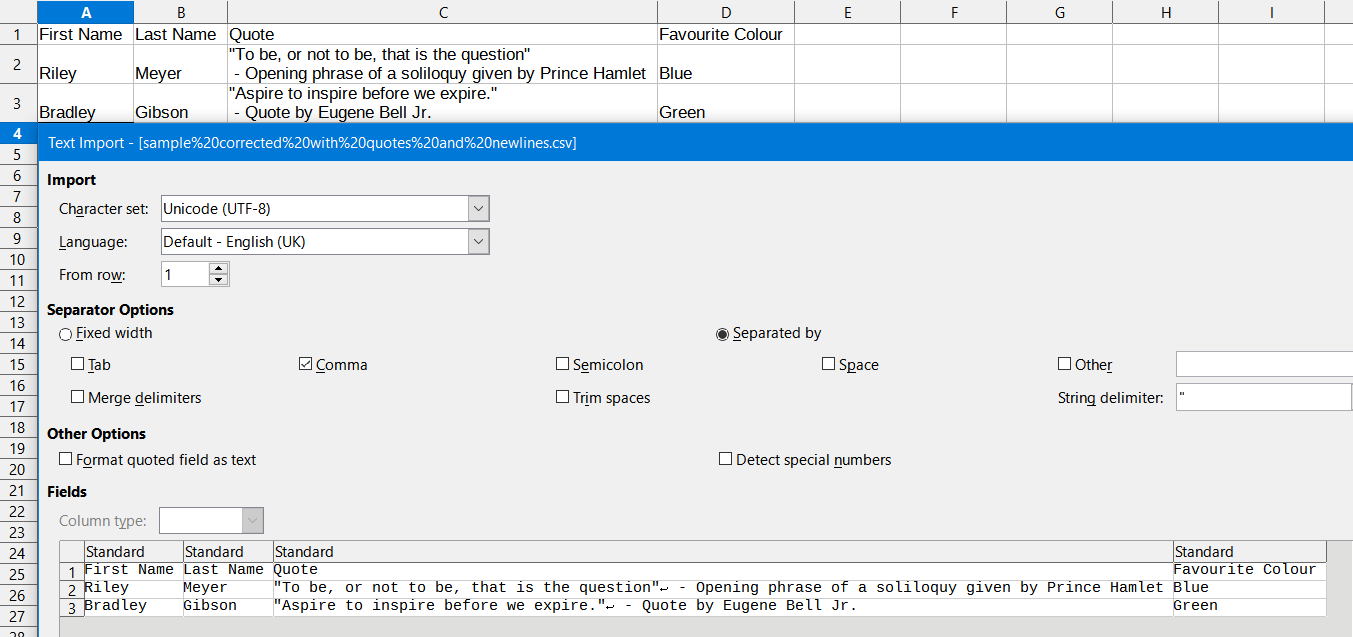 A B C D E F G H I
1 First Name Last Name Quote Favourite Colour
"To be, or not to be, that is the question"
2 Riley Meyer - Opening phrase of a soliloquy given by Prince Hamlet Blue
"Aspire to inspire before we expire."
3 Bradley Gibson - Quote by Eugene Bell Jr. Green
4
Text Import - [sample%20corrected%20with%20quotes%20and%20newlines.csv]
5
6 Import
7
8 Character set: Unicode (UTF-8)
9 Language: Default - English (UK)
10
11 From row: 1
12
13 Separator Options
14 Fixed width Separated by
15 Tab Comma Semicolon Space Other
16
17 Merge delimiters Trim spaces String delimiter: "
18 Other Options
19
20 Format quoted field as text Detect special numbers
21 Fields
22
23 Column type:
24 Standard Standard Standard Standard
25 1 First Name Last Name Quote Favourite Colour
26 2 Riley Meyer "To be, or not to be, that is the question"↵ - Opening phrase of a soliloquy given by Prince Hamlet Blue
27 3 Bradley Gibson "Aspire to inspire before we expire."↵ - Quote by Eugene Bell Jr. Green
28